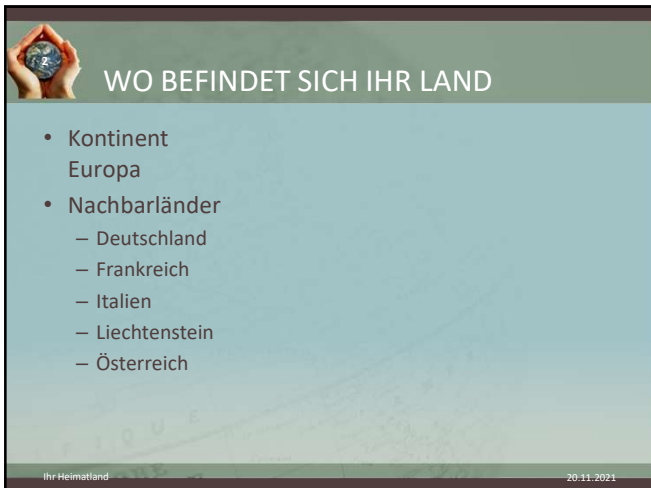 2
WO BEFINDET SICH IHR LAND
• Kontinent
Europa
• Nachbarländer
– Deutschland
– Frankreich
– Italien
– Liechtenstein
– Österreich
Ihr Heimatland
20.11.2021